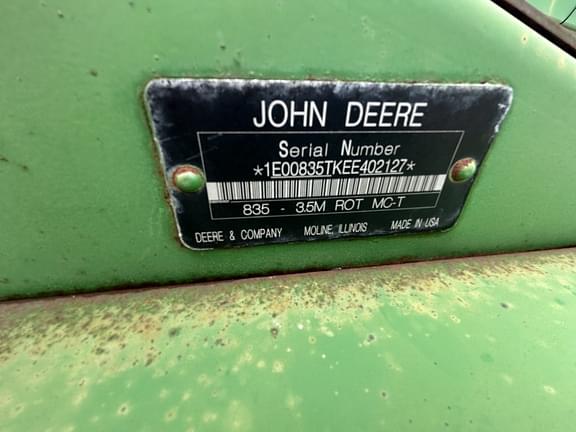 JOHN DEERE
Serial Number
*1E00835TKEE402127*
835 - 3.5M ROT MC-T
DEERE & COMPANY MOLINE, ILLINOIS MADE IN USA